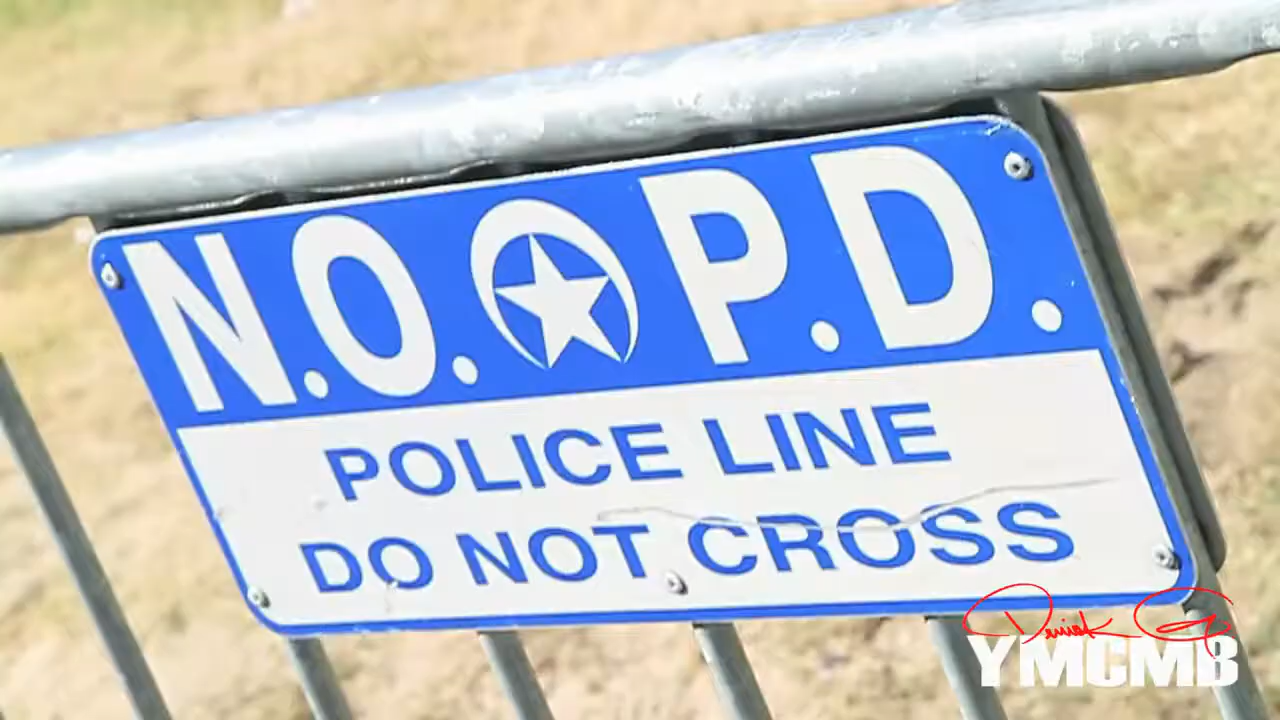 N.O. P.D.
POLICE LINE
DO NOT CROSS
YMCMB